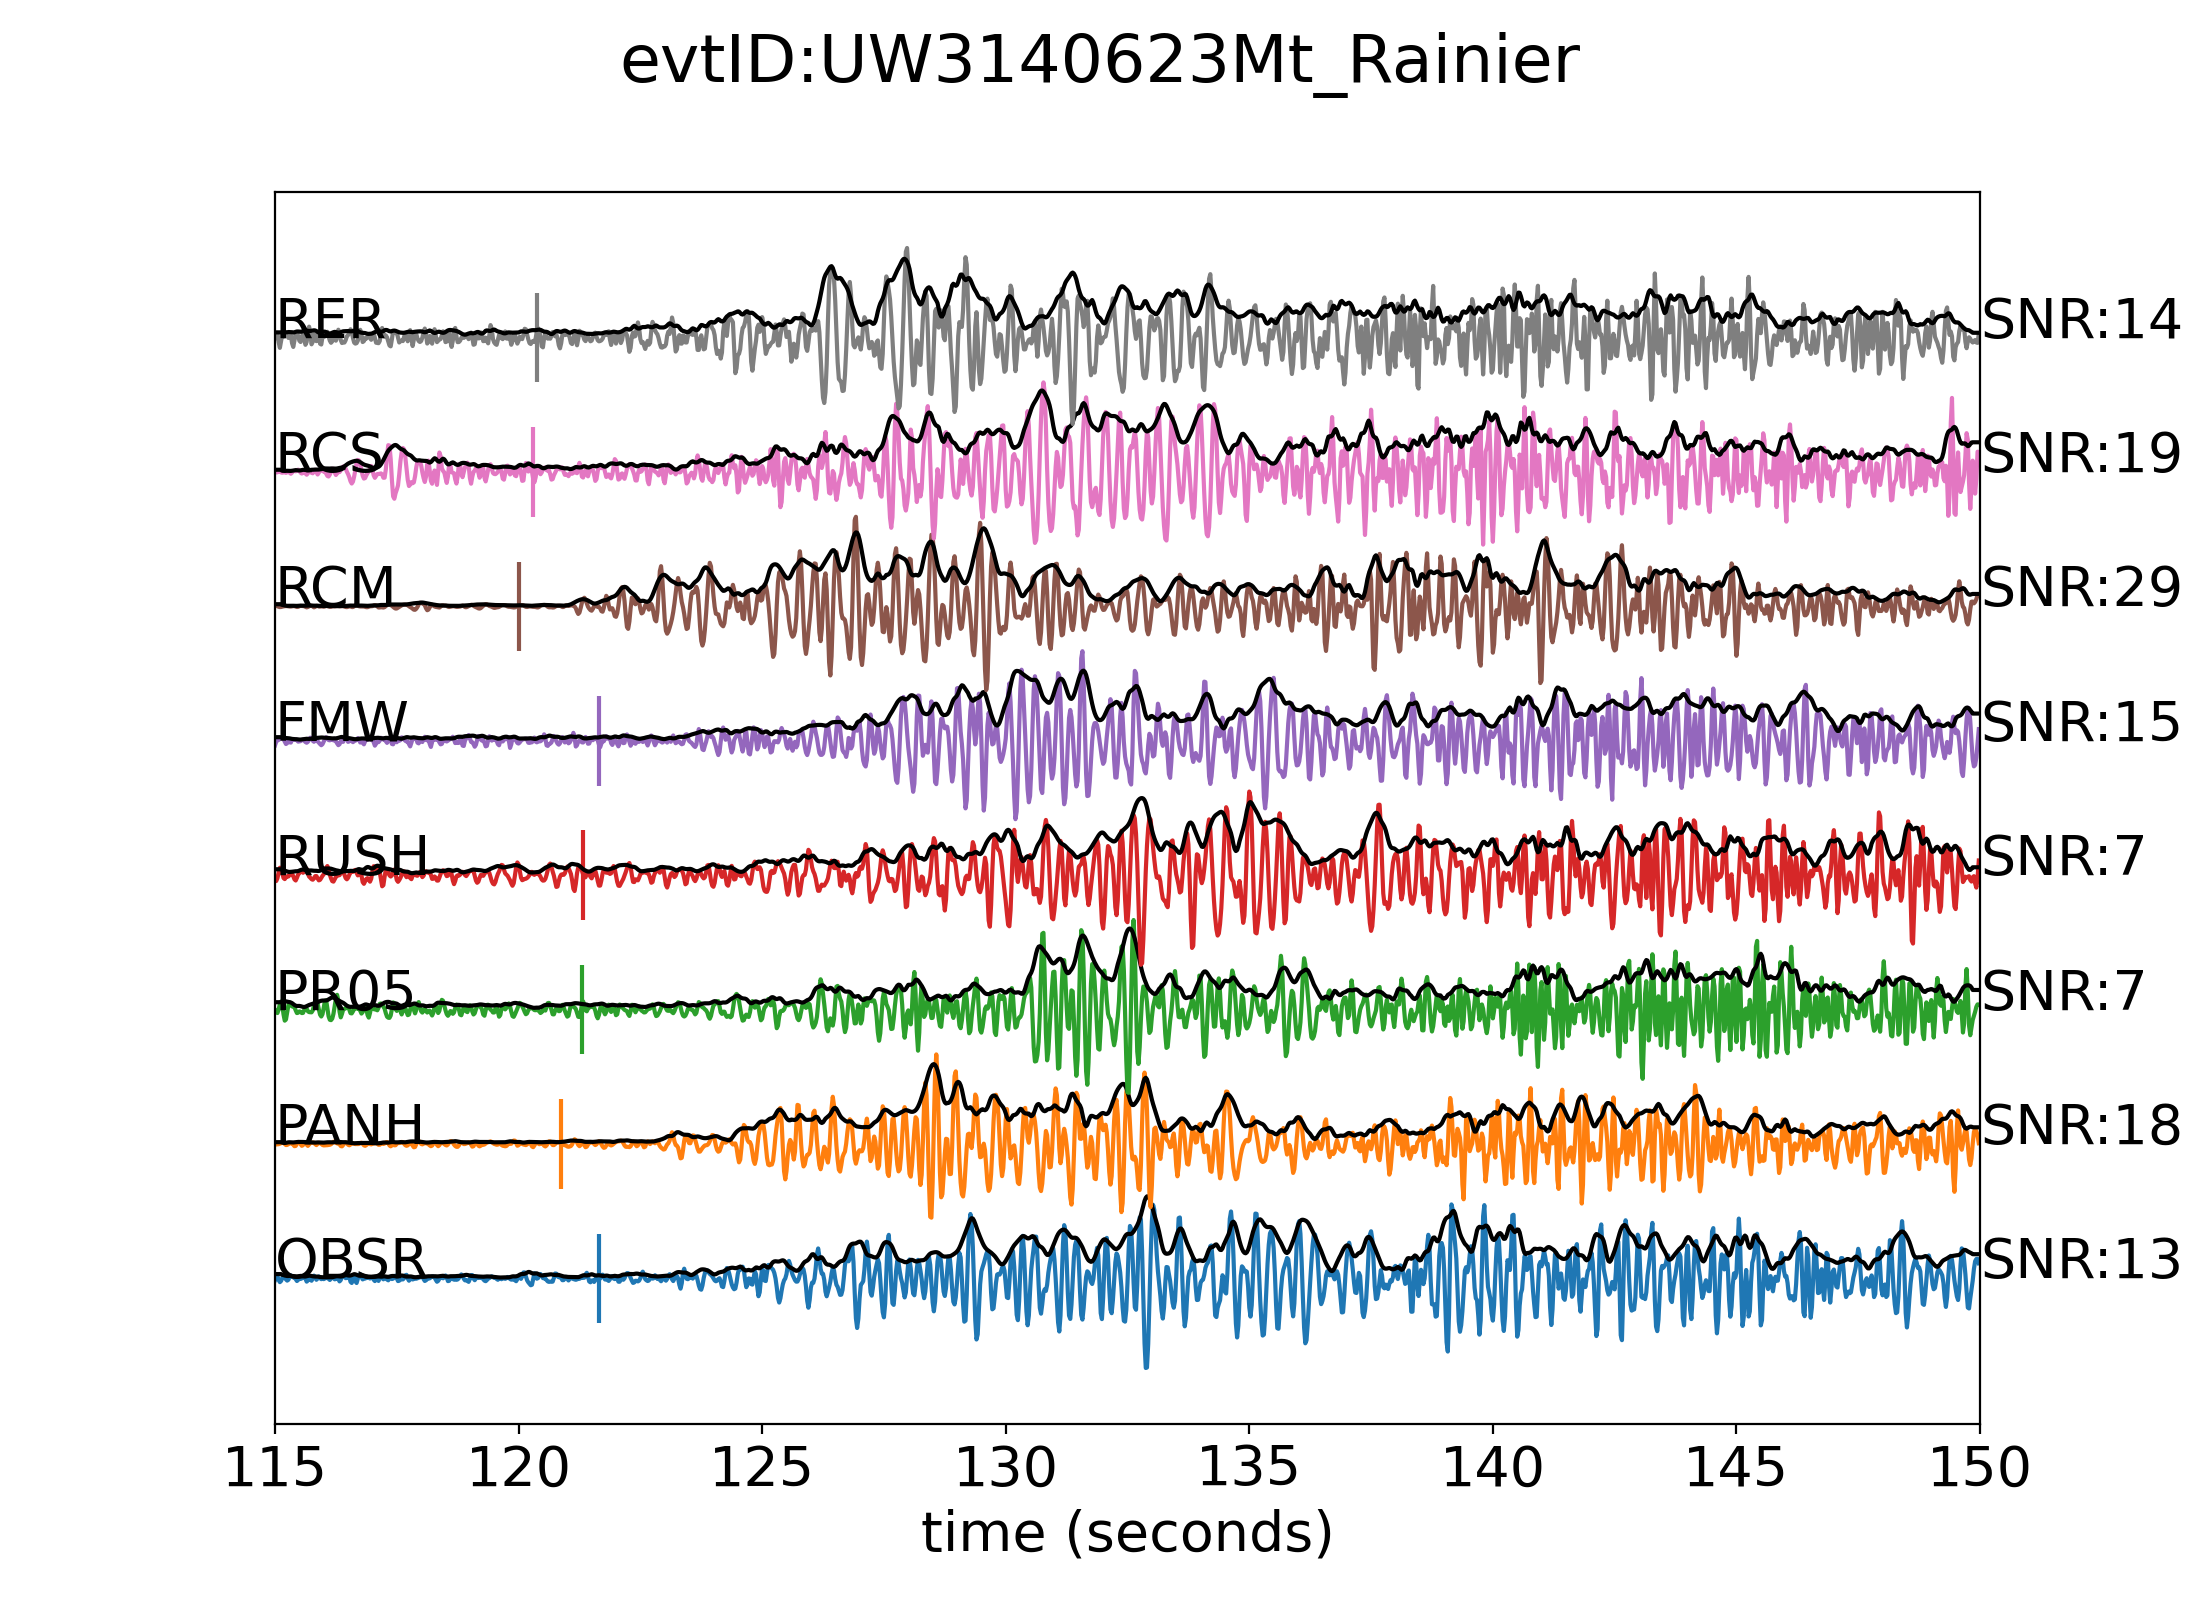 evtID:UW3140623Mt_Rainier
RER SNR:14
RCS SNR:19
RCM SNR:29
FMW SNR:15
RUSH SNR:7
PR05 SNR:7
PANH SNR:18
OBSR SNR:13
115 120 125 130 135 140 145 150
time (seconds)